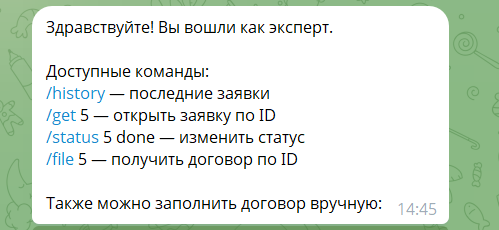 Здравствуйте! Вы вошли как эксперт.
Доступные команды:
/history — последние заявки
/get 5 — открыть заявку по ID
/status 5 done — изменить статус
/file 5 — получить договор по ID
Также можно заполнить договор вручную:
14:45